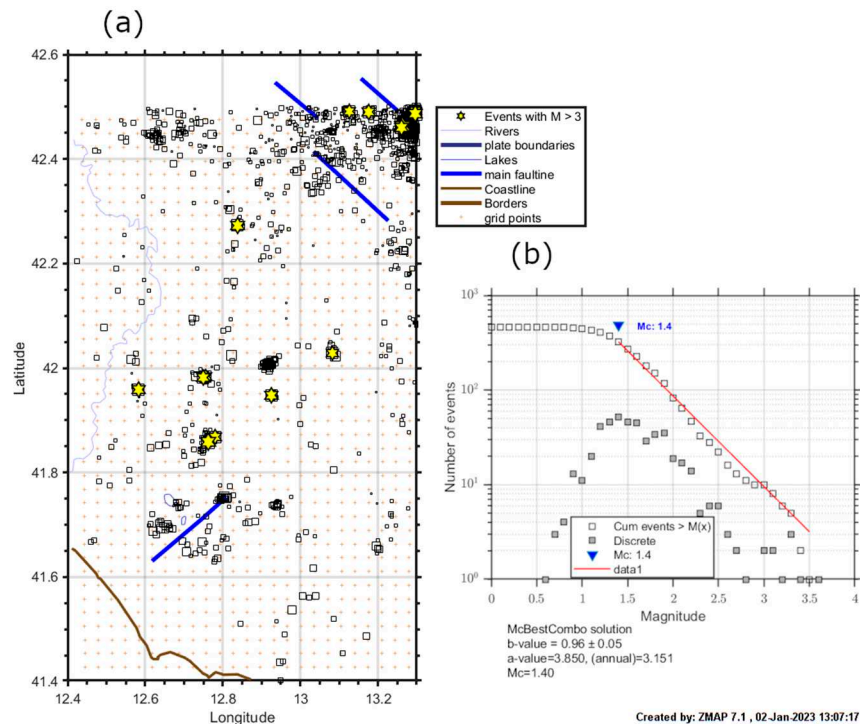 (a)
42.6
42.4
42.2
42
41.8
41.6
41.4
Latitude
12.4 12.6 12.8 13 13.2
Longitude
Events with M > 3
Rivers
plate boundaries
Lakes
main faultine
Coastline
Borders
grid points
(b)
10³
10²
10¹
10⁰
Number of events
Mc: 1.4
Cum events > M(x)
Discrete
Mc: 1.4
data1
0 0.5 1 1.5 2 2.5 3 3.5 4
Magnitude
McBestCombo solution
b-value = 0.96 ± 0.05
a-value=3.850, (annual)=3.151
Mc=1.40
Created by: ZMAP 7.1 , 02-Jan-2023 13:07:17